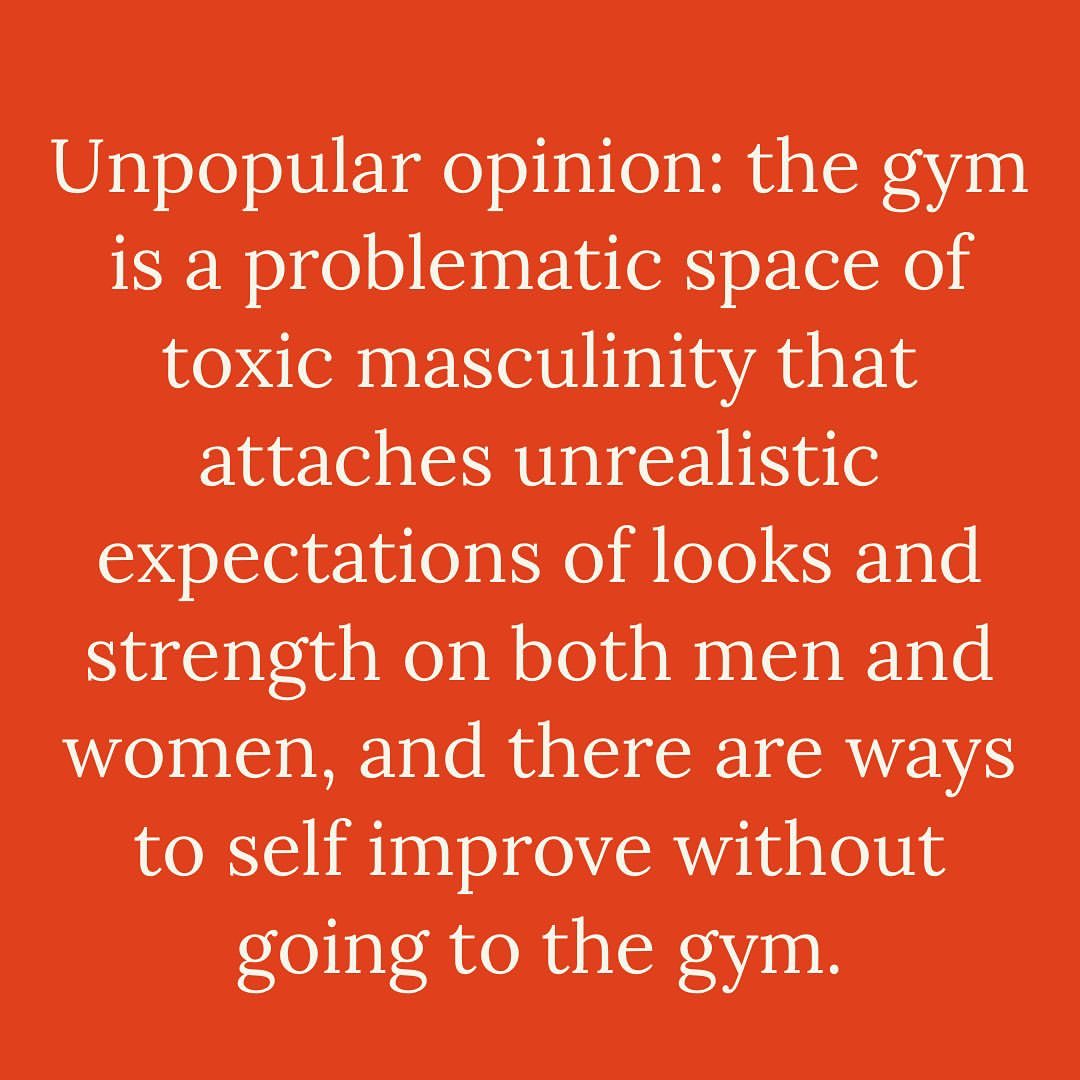 Unpopular opinion: the gym
is a problematic space of
toxic masculinity that
attaches unrealistic
expectations of looks and
strength on both men and
women, and there are ways
to self improve without
going to the gym.